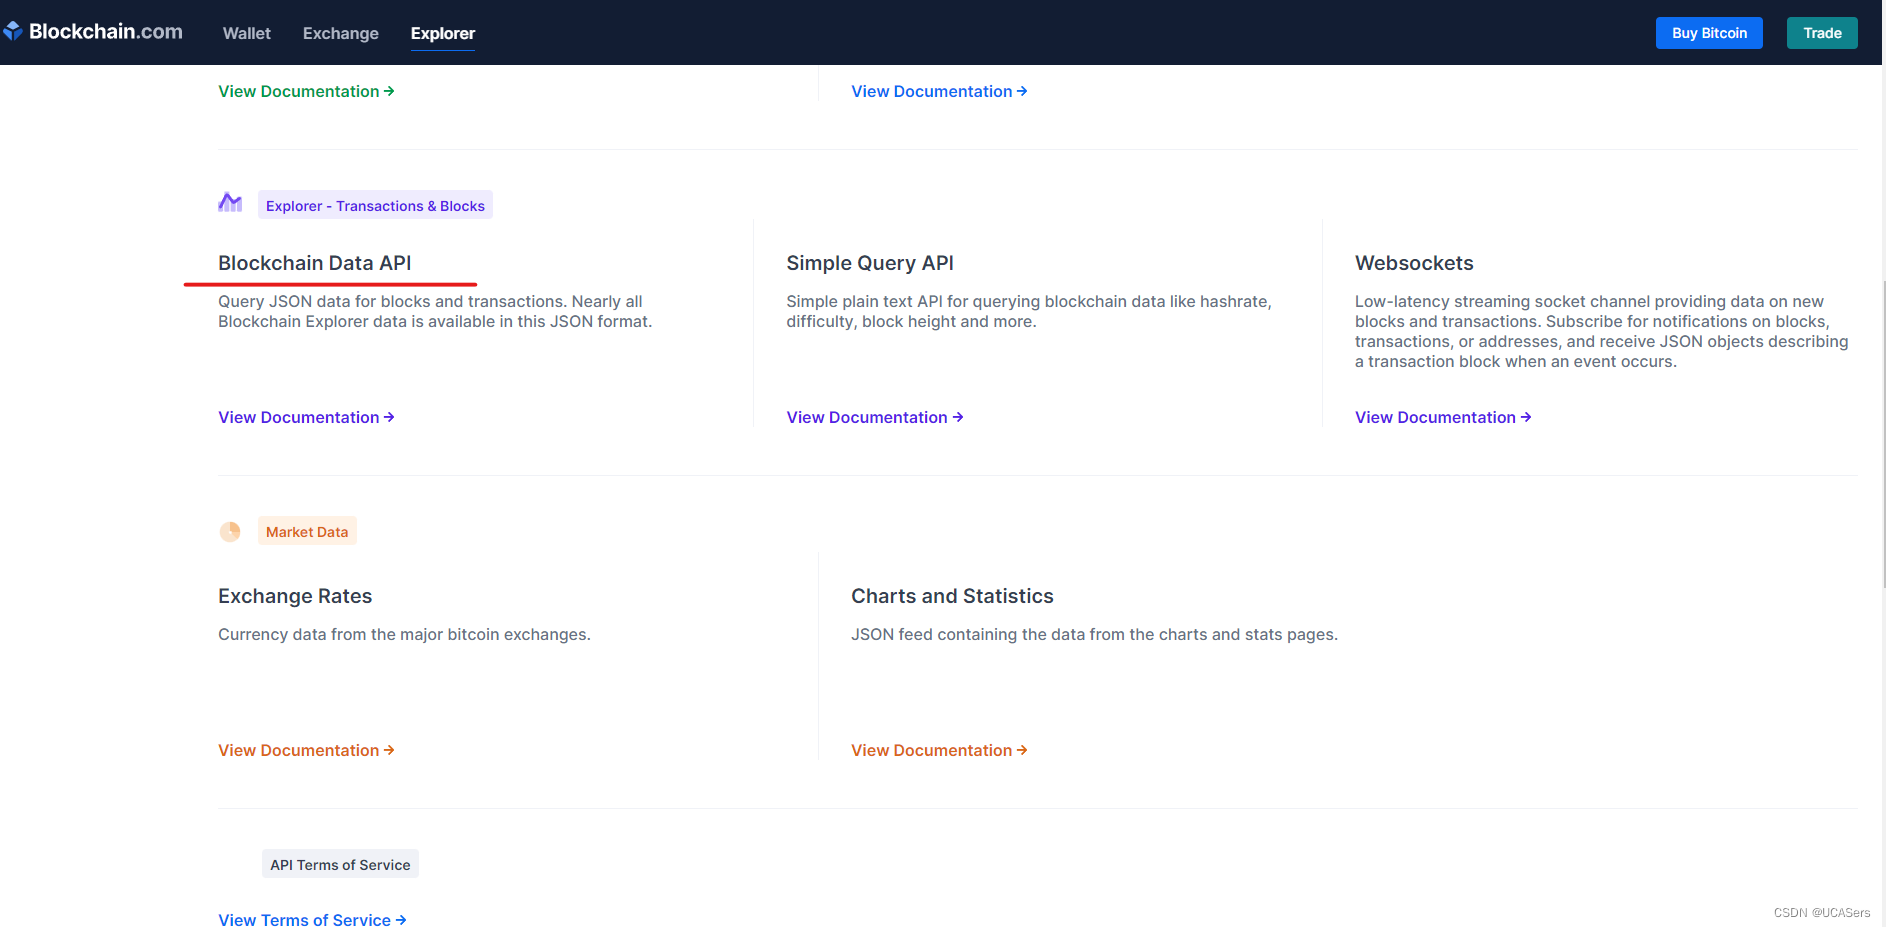 Blockchain.com Wallet Exchange Explorer Buy Bitcoin Trade
View Documentation → View Documentation →
Explorer - Transactions & Blocks
Blockchain Data API
Query JSON data for blocks and transactions. Nearly all
Blockchain Explorer data is available in this JSON format.
View Documentation →
Simple Query API
Simple plain text API for querying blockchain data like hashrate,
difficulty, block height and more.
View Documentation →
Websockets
Low-latency streaming socket channel providing data on new
blocks and transactions. Subscribe for notifications on blocks,
transactions, or addresses, and receive JSON objects describing
a transaction block when an event occurs.
View Documentation →
Market Data
Exchange Rates
Currency data from the major bitcoin exchanges.
View Documentation →
Charts and Statistics
JSON feed containing the data from the charts and stats pages.
View Documentation →
API Terms of Service
View Terms of Service →
CSDN @UCASers